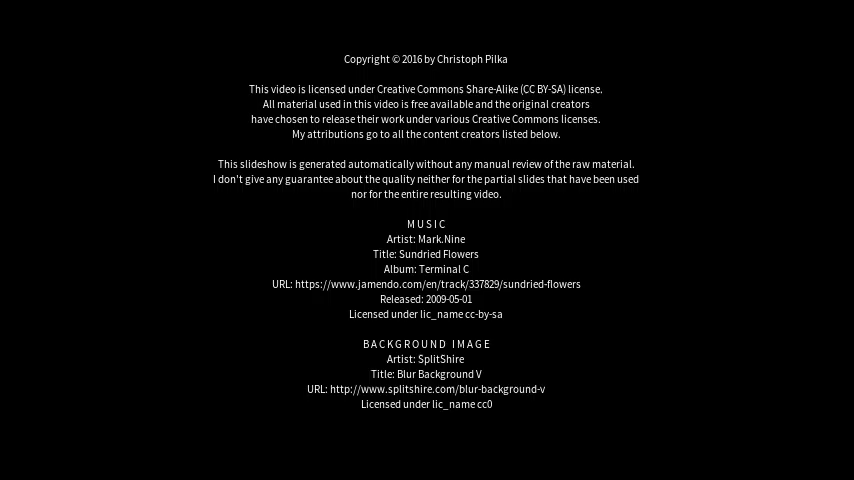 Copyright © 2016 by Christoph Pilka
This video is licensed under Creative Commons Share-Alike (CC BY-SA) license.
All material used in this video is free available and the original creators
have chosen to release their work under various Creative Commons licenses.
My attributions go to all the content creators listed below.
This slideshow is generated automatically without any manual review of the raw material.
I don't give any guarantee about the quality neither for the partial slides that have been used
nor for the entire resulting video.
M U S I C
Artist: Mark.Nine
Title: Sundried Flowers
Album: Terminal C
URL: https://www.jamendo.com/en/track/337829/sundried-flowers
Released: 2009-05-01
Licensed under lic_name cc-by-sa
B A C K G R O U N D   I M A G E
Artist: SplitShire
Title: Blur Background V
URL: http://www.splitshire.com/blur-background-v
Licensed under lic_name cc0